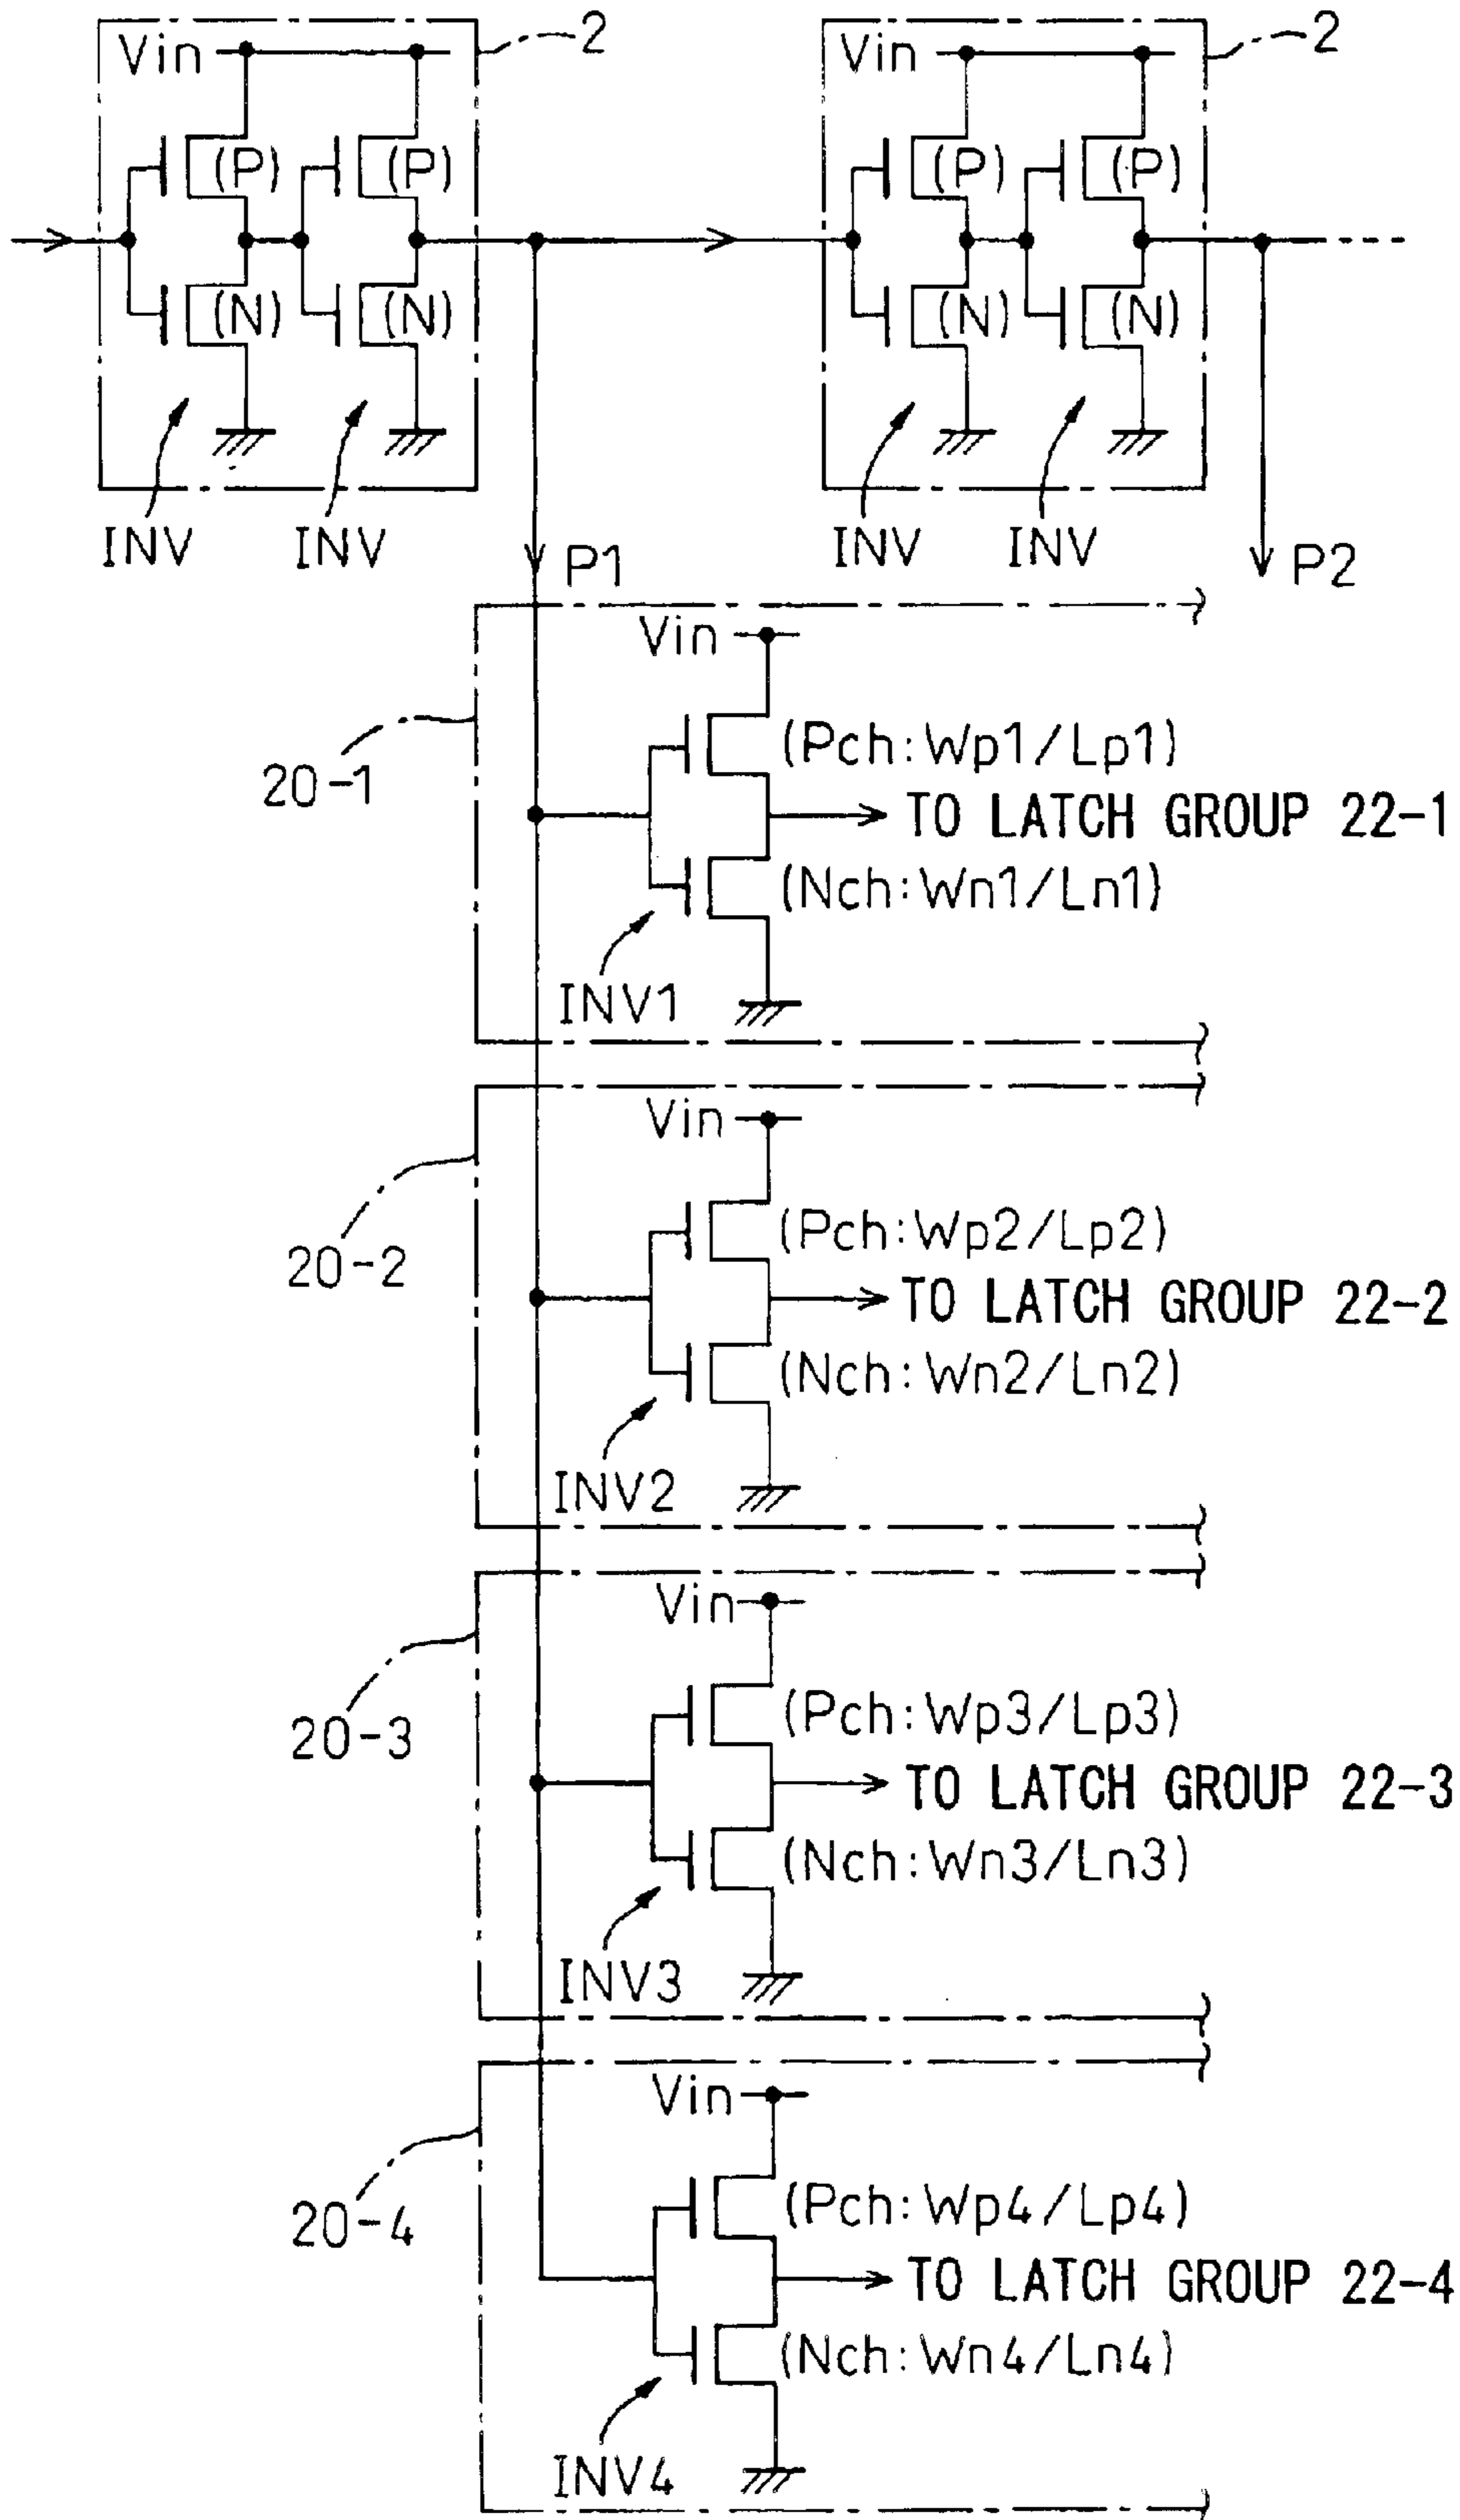 Vin
2
Vin
2
(P)
(P)
(P)
(P)
(N)
(N)
(N)
(N)
INV
INV
INV
INV
P1
P2
Vin
20-1
(Pch:Wp1/Lp1)
TO LATCH GROUP 22-1
(Nch:Wn1/Ln1)
INV1
Vin
20-2
(Pch:Wp2/Lp2)
TO LATCH GROUP 22-2
(Nch:Wn2/Ln2)
INV2
Vin
20-3
(Pch:Wp3/Lp3)
TO LATCH GROUP 22-3
(Nch:Wn3/Ln3)
INV3
Vin
20-4
(Pch:Wp4/Lp4)
TO LATCH GROUP 22-4
(Nch:Wn4/Ln4)
INV4